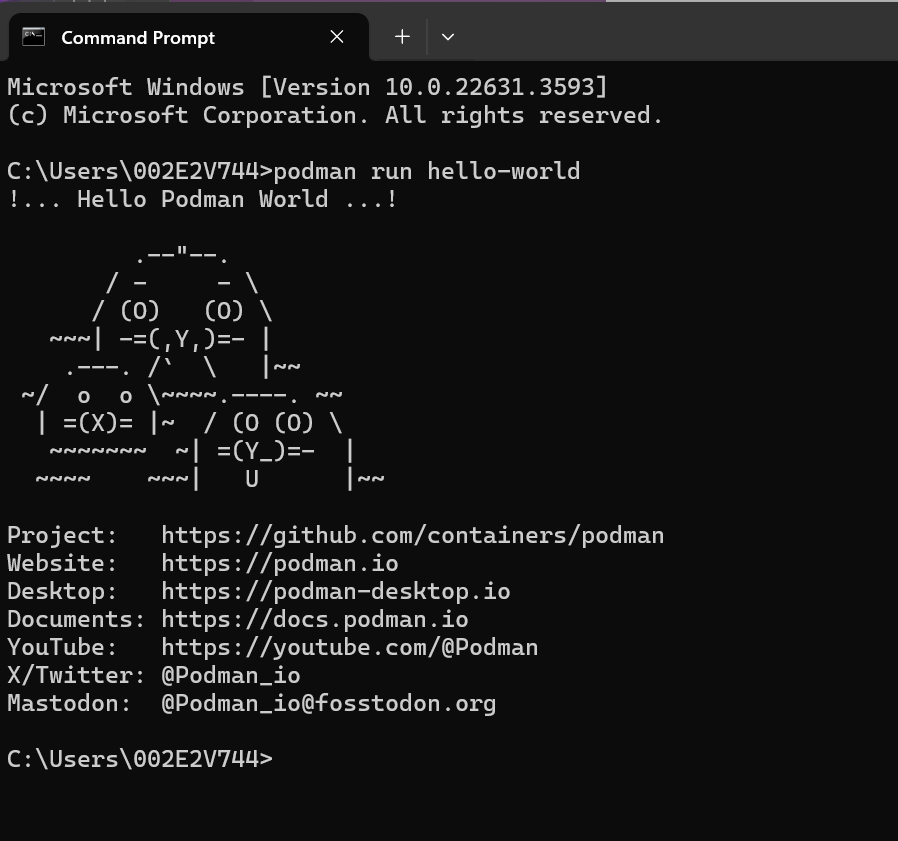 Command Prompt
Microsoft Windows [Version 10.0.22631.3593]
(c) Microsoft Corporation. All rights reserved.

C:\Users\002E2V744>podman run hello-world
!... Hello Podman World ...!

         .--"--.
       / -     - \
      / (O)   (O) \
   ~~~| -=(,Y,)=- |
    .---. /`  \   |~~
 ~/  o  o \~~~~.----. ~~
  | =(X)= |~  / (O (O) \
   ~~~~~~~  ~| =(Y_)=-  |
  ~~~~    ~~~|   U      |~~

Project:   https://github.com/containers/podman
Website:   https://podman.io
Desktop:   https://podman-desktop.io
Documents: https://docs.podman.io
YouTube:   https://youtube.com/@Podman
X/Twitter: @Podman_io
Mastodon:  @Podman_io@fosstodon.org

C:\Users\002E2V744>